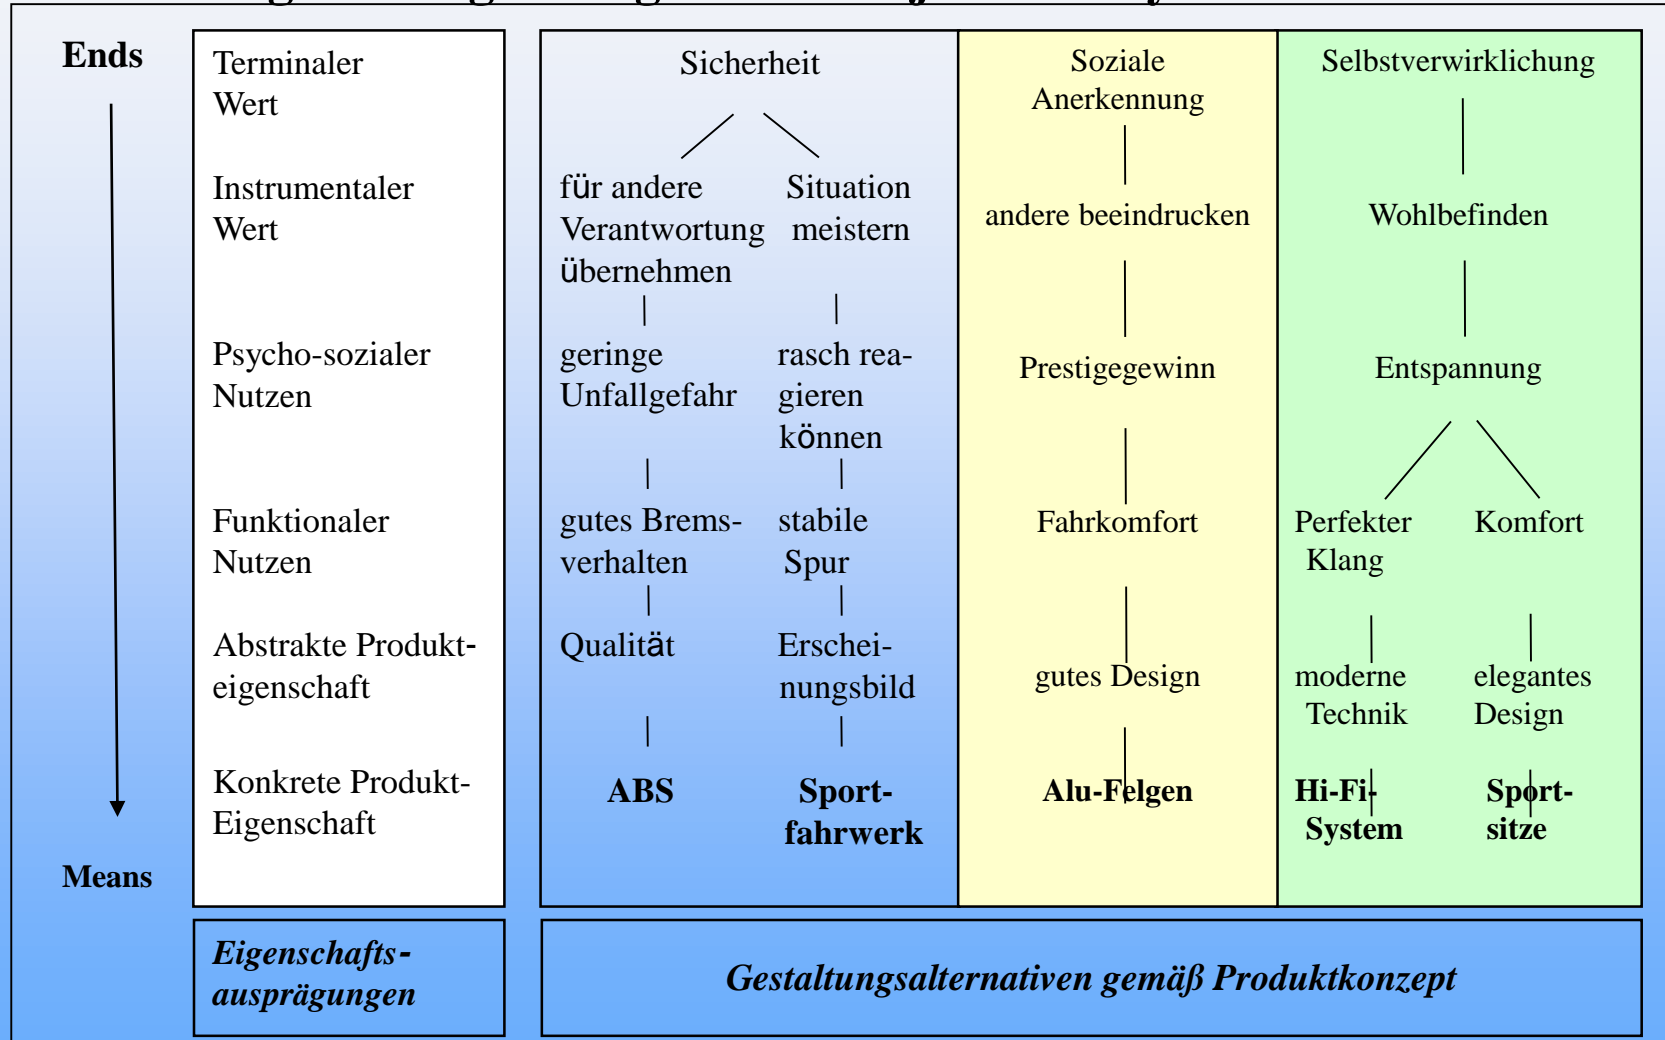 Ends
Terminaler
Wert
Sicherheit
Soziale
Anerkennung
Selbstverwirklichung
Instrumentaler
Wert
für andere
Verantwortung
übernehmen
Situation
meistern
andere beeindrucken
Wohlbefinden
Psycho-sozialer
Nutzen
geringe
Unfallgefahr
rasch rea-
gieren
können
Prestigegewinn
Entspannung
Funktionaler
Nutzen
gutes Brems-
verhalten
stabile
Spur
Fahrkomfort
Perfekter
Klang
Komfort
Abstrakte Produkt-
eigenschaft
Qualität
Erschei-
nungsbild
gutes Design
moderne
Technik
elegantes
Design
Konkrete Produkt-
Eigenschaft
ABS
Sport-
fahrwerk
Alu-Felgen
Hi-Fi-
System
Sport-
sitze
Means
Eigenschafts-
ausprägungen
Gestaltungsalternativen gemäß Produktkonzept